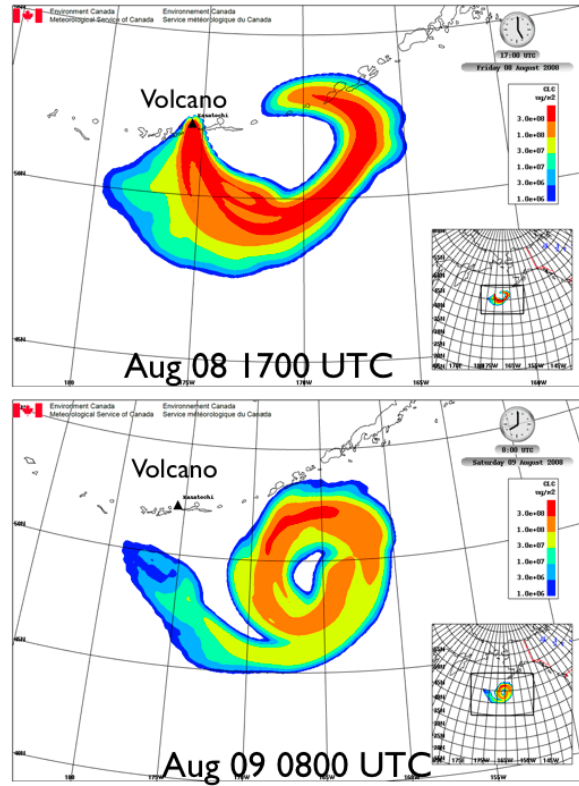 Environment Canada Environnement Canada
Meteorological Service of Canada Service météorologique du Canada
17:00 UTC
Friday 08 August 2008
CLC
ug/m2
3.0e+08
1.0e+08
3.0e+07
1.0e+07
3.0e+06
1.0e+06
Volcano
Kasatochi
50N
45N
180
175W
170W
165W
160W
Aug 08 1700 UTC
Environment Canada Environnement Canada
Meteorological Service of Canada Service météorologique du Canada
8:00 UTC
Saturday 09 August 2008
CLC
ug/m2
3.0e+08
1.0e+08
3.0e+07
1.0e+07
3.0e+06
1.0e+06
Volcano
Kasatochi
50N
45N
40N
180
175W
165W
160W
Aug 09 0800 UTC